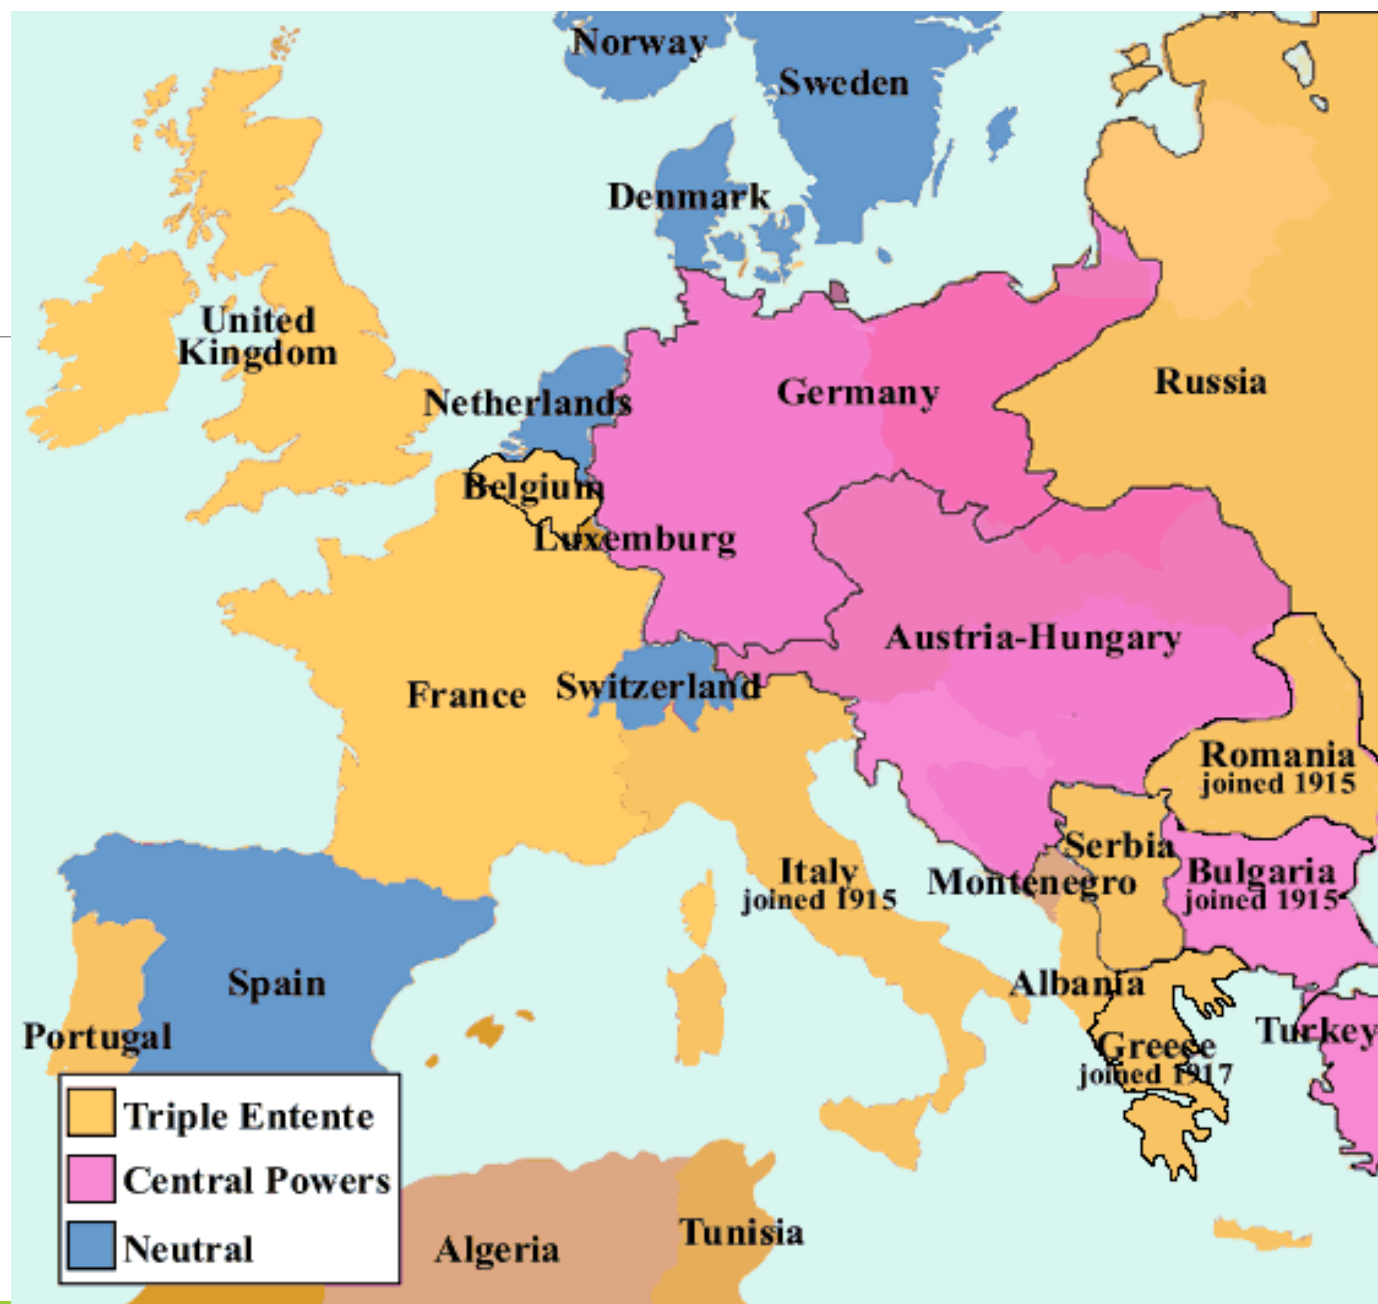 Norway
Sweden
Denmark
United
Kingdom
Netherlands
Germany
Russia
Belgium
Luxemburg
Austria-Hungary
France
Switzerland
Romania
joined 1915
Serbia
Italy
joined 1915
Montenegro
Bulgaria
joined 1915
Spain
Albania
Portugal
Greece
joined 1917
Turkey
Triple Entente
Central Powers
Neutral
Algeria
Tunisia